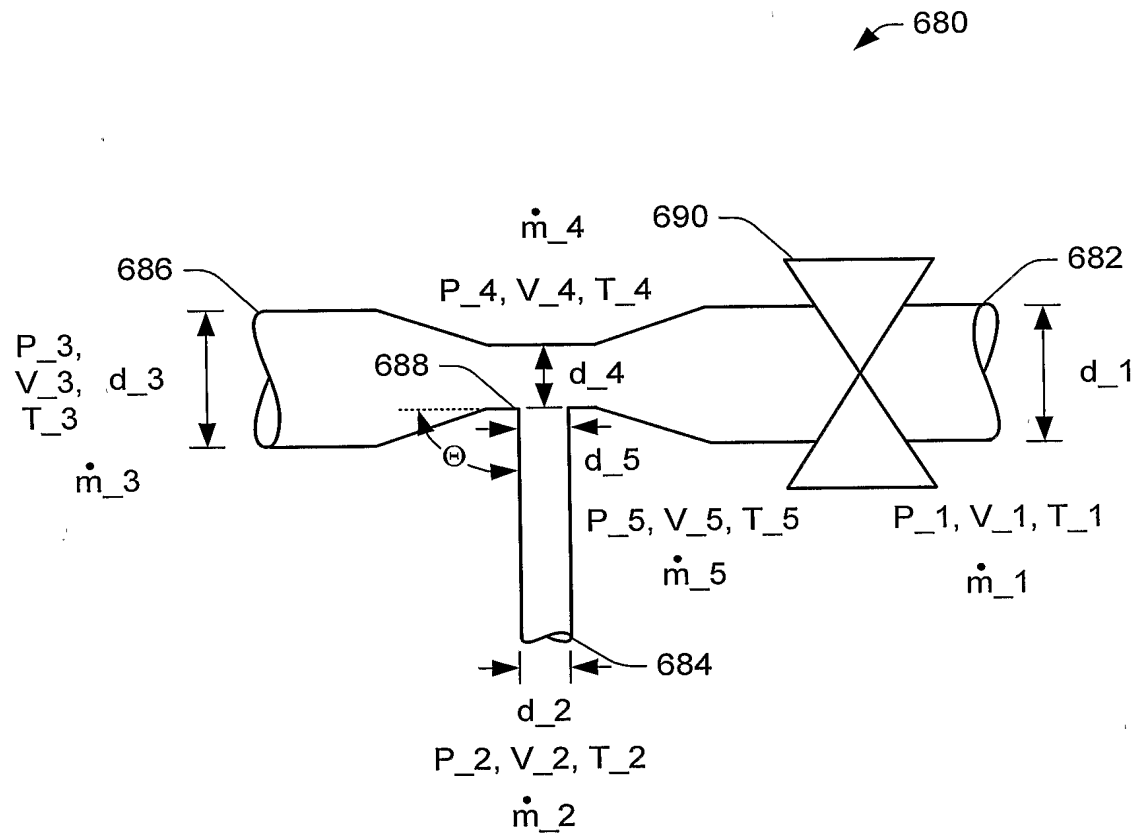 680
ṁ_4
690
686
682
P_4, V_4, T_4
P_3,
V_3,
T_3
d_3
688
d_4
d_1
Θ
d_5
ṁ_3
P_5, V_5, T_5
P_1, V_1, T_1
ṁ_5
ṁ_1
684
d_2
P_2, V_2, T_2
ṁ_2